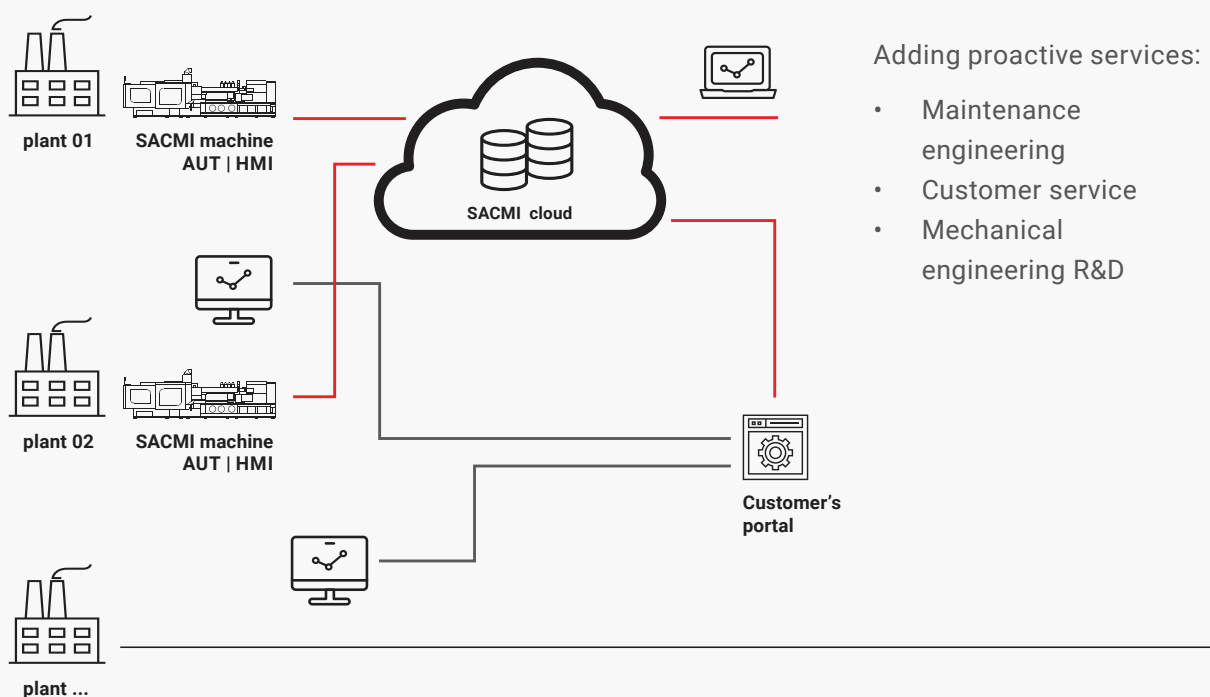 Adding proactive services:
• Maintenance
engineering
• Customer service
• Mechanical
engineering R&D
plant 01
SACMI machine
AUT | HMI
SACMI cloud
plant 02
SACMI machine
AUT | HMI
Customer's
portal
plant ...